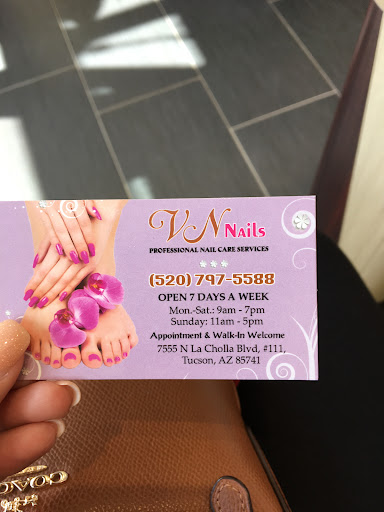 VN Nails
PROFESSIONAL NAIL CARE SERVICES
(520) 797-5588
OPEN 7 DAYS A WEEK
Mon.-Sat.: 9am - 7pm
Sunday: 11am - 5pm
Appointment & Walk-In Welcome
7555 N La Cholla Blvd, #111,
Tucson, AZ 85741
COACH